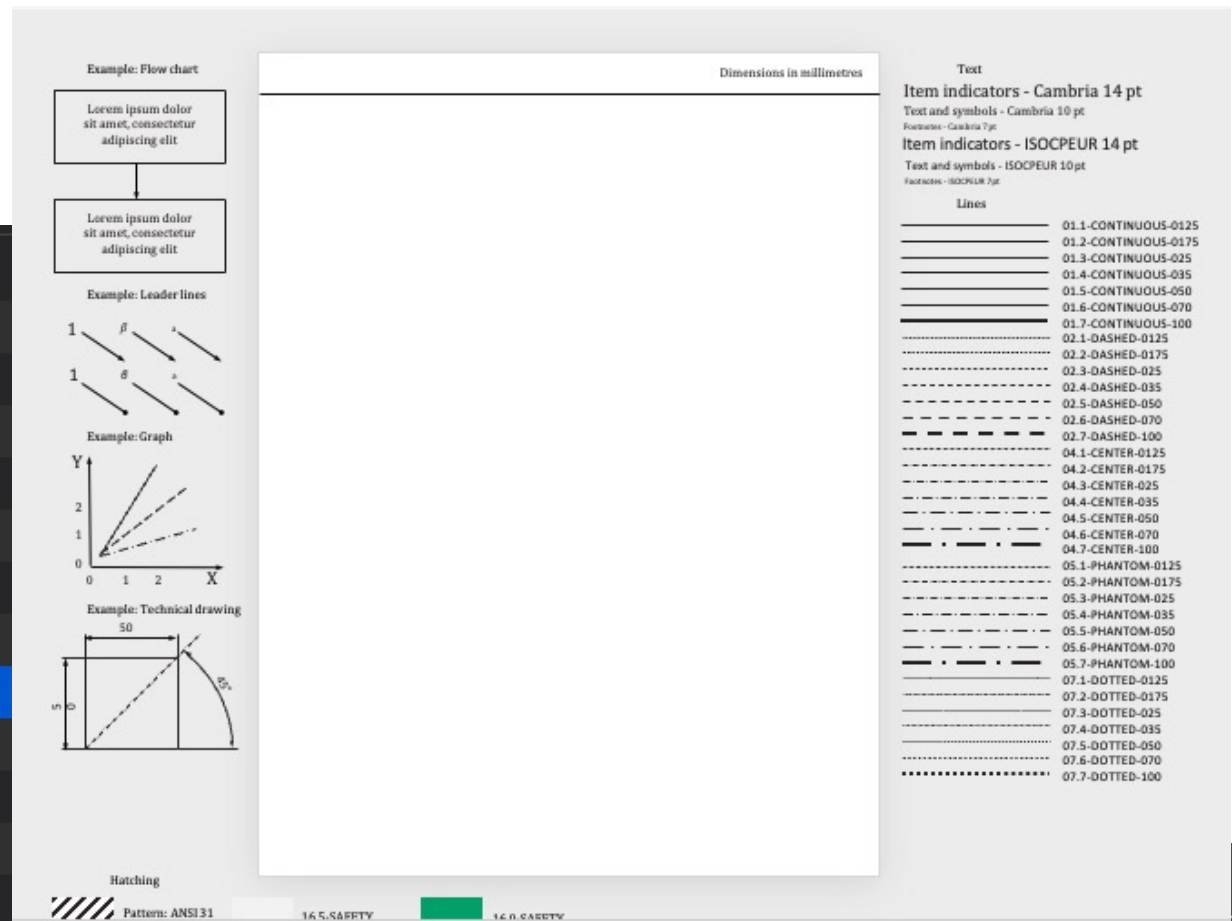 Example: Flow chart
Lorem ipsum dolor
sit amet, consectetur
adipiscing elit
Lorem ipsum dolor
sit amet, consectetur
adipiscing elit
Example: Leader lines
1 β a
1 β a
Example: Graph
Y
2
1
0
0 1 2 X
Example: Technical drawing
50
50
45°
Hatching
Pattern: ANSI 31
16.5-SAFETY
16.9-SAFETY
Dimensions in millimetres
Text
Item indicators - Cambria 14 pt
Text and symbols - Cambria 10 pt
Footnotes - Cambria 7pt
Item indicators - ISOCPEUR 14 pt
Text and symbols - ISOCPEUR 10 pt
Footnotes - ISOCPEUR 7pt
Lines
01.1-CONTINUOUS-0125
01.2-CONTINUOUS-0175
01.3-CONTINUOUS-025
01.4-CONTINUOUS-035
01.5-CONTINUOUS-050
01.6-CONTINUOUS-070
01.7-CONTINUOUS-100
02.1-DASHED-0125
02.2-DASHED-0175
02.3-DASHED-025
02.4-DASHED-035
02.5-DASHED-050
02.6-DASHED-070
02.7-DASHED-100
04.1-CENTER-0125
04.2-CENTER-0175
04.3-CENTER-025
04.4-CENTER-035
04.5-CENTER-050
04.6-CENTER-070
04.7-CENTER-100
05.1-PHANTOM-0125
05.2-PHANTOM-0175
05.3-PHANTOM-025
05.4-PHANTOM-035
05.5-PHANTOM-050
05.6-PHANTOM-070
05.7-PHANTOM-100
07.1-DOTTED-0125
07.2-DOTTED-0175
07.3-DOTTED-025
07.4-DOTTED-035
07.5-DOTTED-050
07.6-DOTTED-070
07.7-DOTTED-100